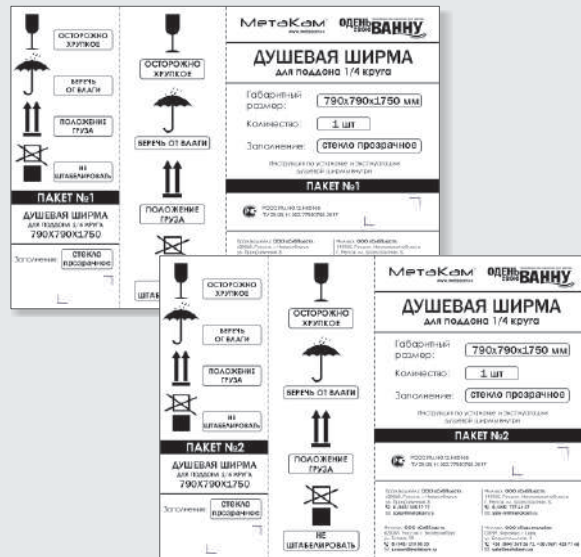 ОСТОРОЖНО
ХРУПКОЕ
БЕРЕЧЬ
ОТ ВЛАГИ
ПОЛОЖЕНИЕ
ГРУЗА
НЕ
ШТАБЕЛИРОВАТЬ
ПАКЕТ №1
ДУШЕВАЯ ШИРМА
для поддона 1/4 круга
790X790X1750
Заполнение:
стекло
прозрачное
ОСТОРОЖНО
ХРУПКОЕ
БЕРЕЧЬ ОТ ВЛАГИ
ПОЛОЖЕНИЕ
ГРУЗА
МетаКам
ОДЕНЬ СВОЮ ВАННУ
ДУШЕВАЯ ШИРМА
для поддона 1/4 круга
Габаритный
размер:
790х790х1750 мм
Количество:
1 шт
Заполнение:
стекло прозрачное
Инструкция по установке и эксплуатации
душевой ширмы внутри
ПАКЕТ №1
ОСТОРОЖНО
ХРУПКОЕ
БЕРЕЧЬ
ОТ ВЛАГИ
ПОЛОЖЕНИЕ
ГРУЗА
НЕ
ШТАБЕЛИРОВАТЬ
ПАКЕТ №2
ДУШЕВАЯ ШИРМА
для поддона 1/4 круга
790X790X1750
Заполнение:
стекло
прозрачное
ОСТОРОЖНО
ХРУПКОЕ
БЕРЕЧЬ ОТ ВЛАГИ
ПОЛОЖЕНИЕ
ГРУЗА
НЕ
ШТАБЕЛИРОВАТЬ
МетаКам
ОДЕНЬ СВОЮ ВАННУ
ДУШЕВАЯ ШИРМА
для поддона 1/4 круга
Габаритный
размер:
790х790х1750 мм
Количество:
1 шт
Заполнение:
стекло прозрачное
Инструкция по установке и эксплуатации
душевой ширмы внутри
ПАКЕТ №2